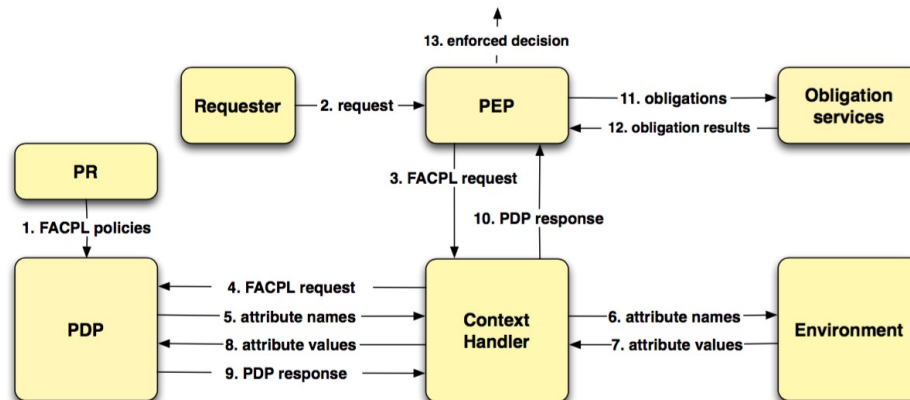 13. enforced decision
Requester
2. request
PEP
11. obligations
12. obligation results
Obligation
services
PR
3. FACPL request
10. PDP response
1. FACPL policies
PDP
4. FACPL request
5. attribute names
8. attribute values
9. PDP response
Context
Handler
6. attribute names
7. attribute values
Environment